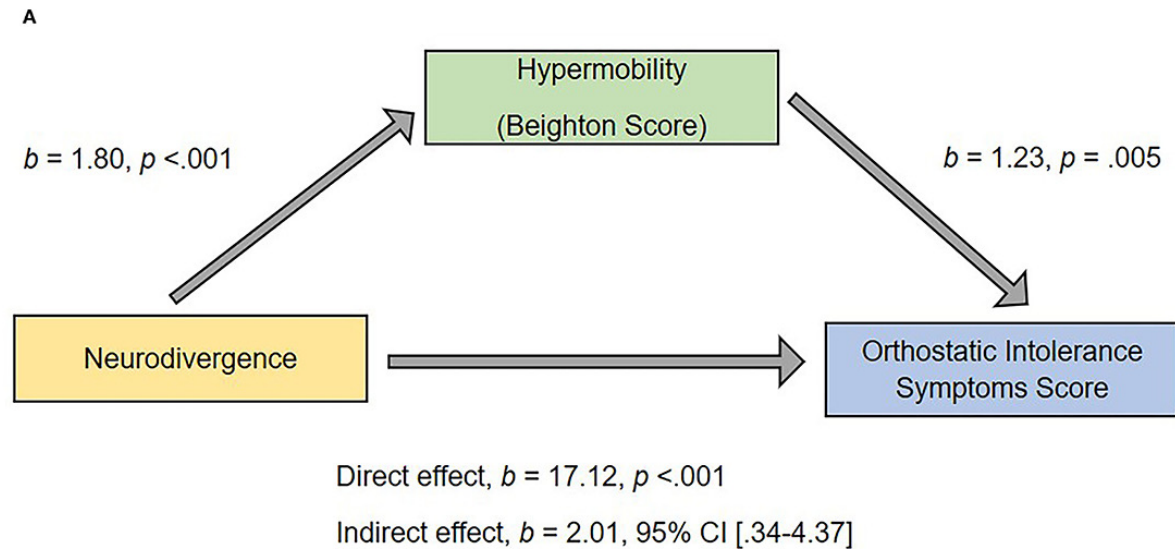 A
Hypermobility
(Beighton Score)
b = 1.80, p <.001
b = 1.23, p = .005
Neurodivergence
Orthostatic Intolerance
Symptoms Score
Direct effect, b = 17.12, p <.001
Indirect effect, b = 2.01, 95% CI [.34-4.37]